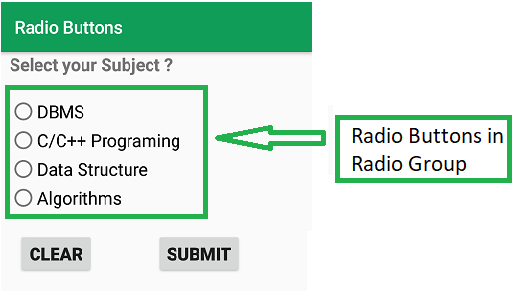 Radio Buttons
Select your Subject ?
DBMS
C/C++ Programing
Data Structure
Algorithms
Radio Buttons in
Radio Group
CLEAR SUBMIT